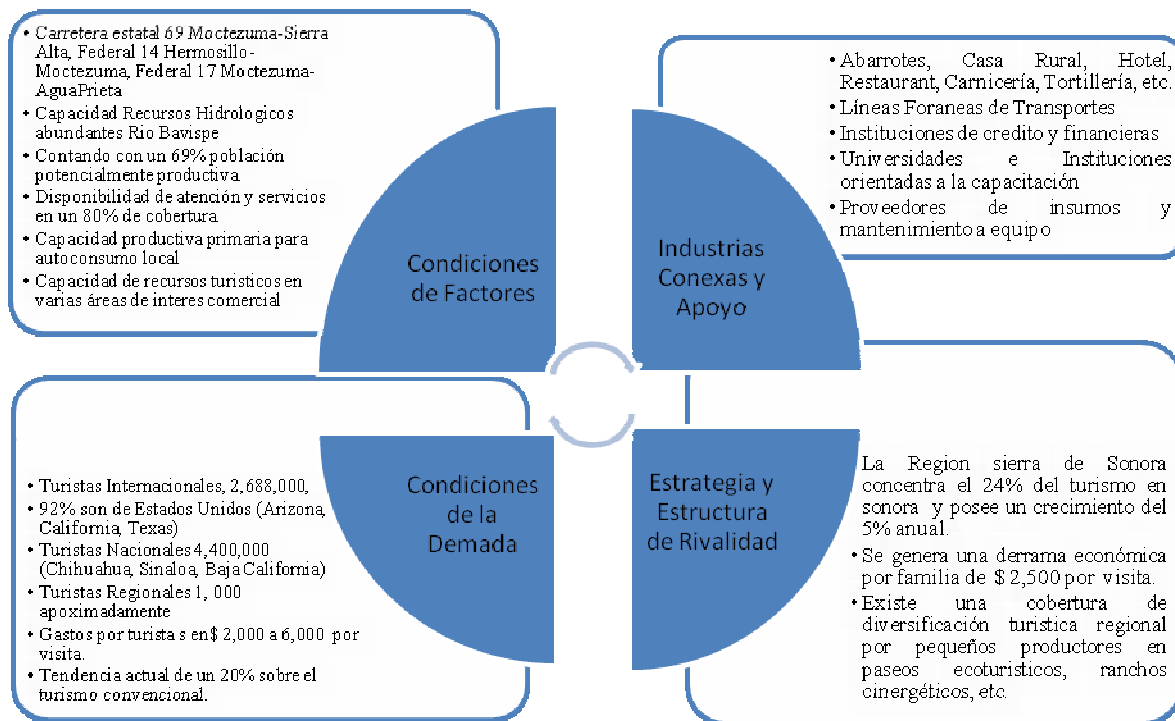 • Carretera estatal 69 Moctezuma-Sierra
Alta, Federal 14 Hermosillo-
Moctezuma, Federal 17 Moctezuma-
AguaPrieta
• Capacidad Recursos Hidrologicos
abundantes Rio Bavispe
• Contando con un 69% población
potencialmente productiva
• Disponibilidad de atención y servicios
en un 80% de cobertura
• Capacidad productiva primaria para
autoconsumo local
• Capacidad de recursos turisticos en
varias áreas de interes comercial
Condiciones
de Factores
• Abarrotes, Casa Rural, Hotel,
Restaurant, Carnicería, Tortillería, etc.
• Líneas Foraneas de Transportes
• Instituciones de credito y financieras
• Universidades e Instituciones
orientadas a la capacitación
• Proveedores de insumos y
mantenimiento a equipo
Industrias
Conexas y
Apoyo
• Turistas Internacionales, 2,688,000,
• 92% son de Estados Unidos (Arizona,
California, Texas)
• Turistas Nacionales 4,400,000
(Chihuahua, Sinaloa, Baja California)
• Turistas Regionales 1, 000
apoximadamente
• Gastos por turista s en $ 2,000 a 6,000 por
visita.
• Tendencia actual de un 20% sobre el
turismo convencional.
Condiciones
de la
Demada
Estrategia y
Estructura
de Rivalidad
La Region sierra de Sonora
concentra el 24% del turismo en
sonora y posee un crecimiento del
5% anual.
• Se genera una derrama económica
por familia de $ 2,500 por visita.
• Existe una cobertura de
diversificación turistica regional
por pequeños productores en
paseos ecoturisticos, ranchos
cinergéticos, etc.